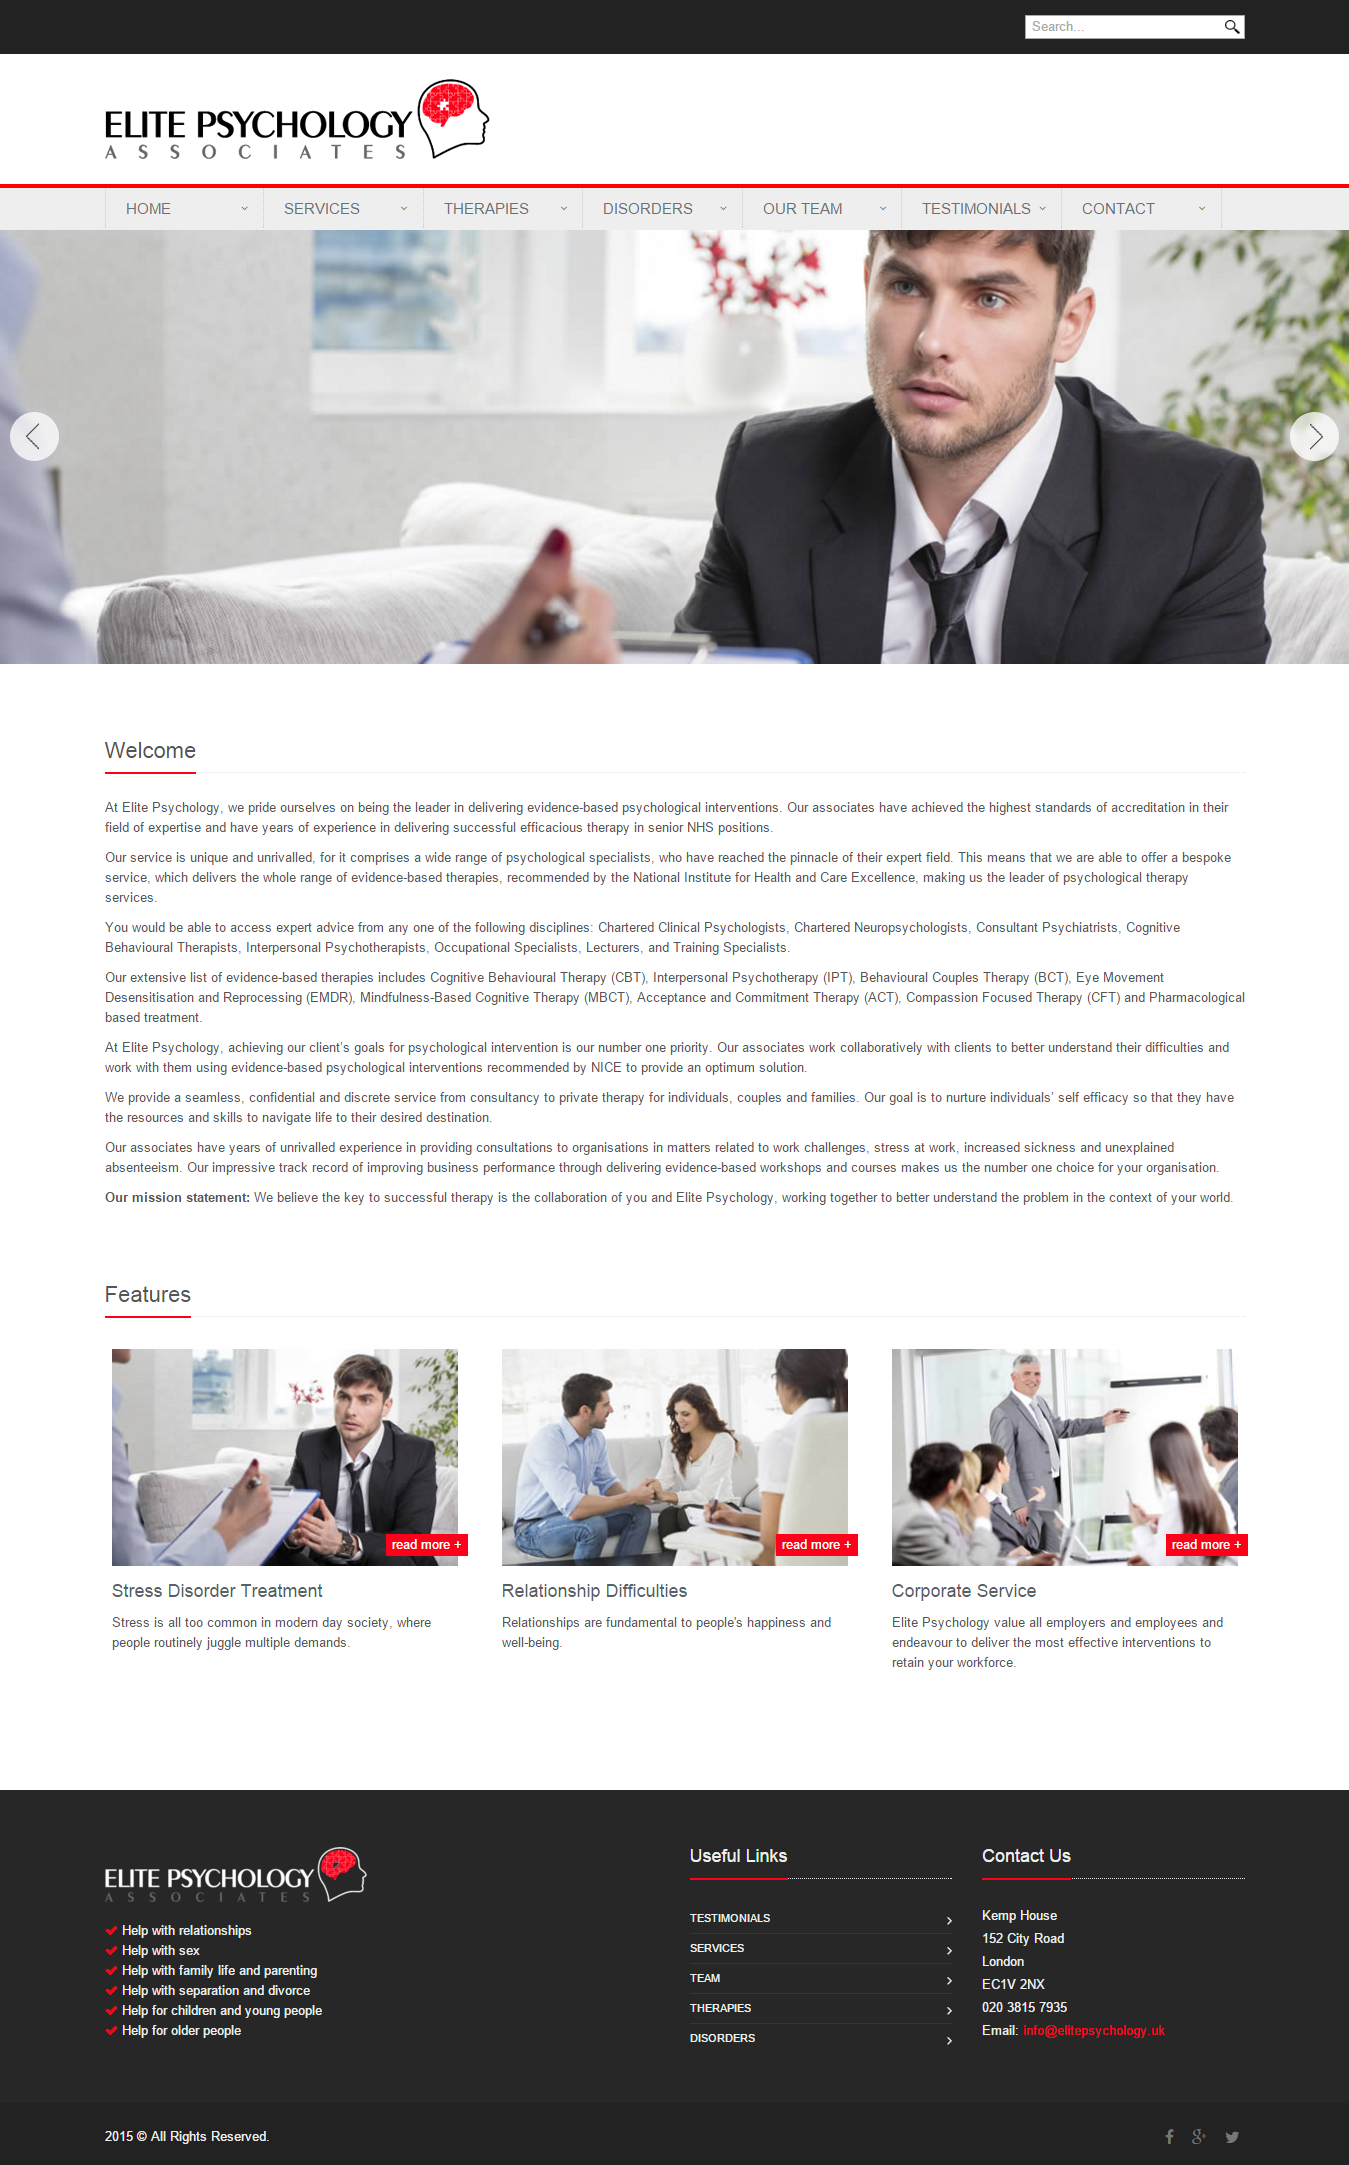 Search...
ELITE PSYCHOLOGY
ASSOCIATES
HOME
SERVICES
THERAPIES
DISORDERS
OUR TEAM
TESTIMONIALS
CONTACT
Welcome
At Elite Psychology, we pride ourselves on being the leader in delivering evidence-based psychological interventions. Our associates have achieved the highest standards of accreditation in their
field of expertise and have years of experience in delivering successful efficacious therapy in senior NHS positions.
Our service is unique and unrivalled, for it comprises a wide range of psychological specialists, who have reached the pinnacle of their expert field. This means that we are able to offer a bespoke
service, which delivers the whole range of evidence-based therapies, recommended by the National Institute for Health and Care Excellence, making us the leader of psychological therapy
services.
You would be able to access expert advice from any one of the following disciplines: Chartered Clinical Psychologists, Chartered Neuropsychologists, Consultant Psychiatrists, Cognitive
Behavioural Therapists, Interpersonal Psychotherapists, Occupational Specialists, Lecturers, and Training Specialists.
Our extensive list of evidence-based therapies includes Cognitive Behavioural Therapy (CBT), Interpersonal Psychotherapy (IPT), Behavioural Couples Therapy (BCT), Eye Movement
Desensitisation and Reprocessing (EMDR), Mindfulness-Based Cognitive Therapy (MBCT), Acceptance and Commitment Therapy (ACT), Compassion Focused Therapy (CFT) and Pharmacological
based treatment.
At Elite Psychology, achieving our client's goals for psychological intervention is our number one priority. Our associates work collaboratively with clients to better understand their difficulties and
work with them using evidence-based psychological interventions recommended by NICE to provide an optimum solution.
We provide a seamless, confidential and discrete service from consultancy to private therapy for individuals, couples and families. Our goal is to nurture individuals' self efficacy so that they have
the resources and skills to navigate life to their desired destination.
Our associates have years of unrivalled experience in providing consultations to organisations in matters related to work challenges, stress at work, increased sickness and unexplained
absenteeism. Our impressive track record of improving business performance through delivering evidence-based workshops and courses makes us the number one choice for your organisation.
Our mission statement: We believe the key to successful therapy is the collaboration of you and Elite Psychology, working together to better understand the problem in the context of your world.
Features
read more +
read more +
read more +
Stress Disorder Treatment
Stress is all too common in modern day society, where
people routinely juggle multiple demands.
Relationship Difficulties
Relationships are fundamental to people's happiness and
well-being.
Corporate Service
Elite Psychology value all employers and employees and
endeavour to deliver the most effective interventions to
retain your workforce.
ELITE PSYCHOLOGY
ASSOCIATES
Help with relationships
Help with sex
Help with family life and parenting
Help with separation and divorce
Help for children and young people
Help for older people
Useful Links
TESTIMONIALS
SERVICES
TEAM
THERAPIES
DISORDERS
Contact Us
Kemp House
152 City Road
London
EC1V 2NX
020 3815 7935
Email: info@elitepsychology.uk
2015 © All Rights Reserved.